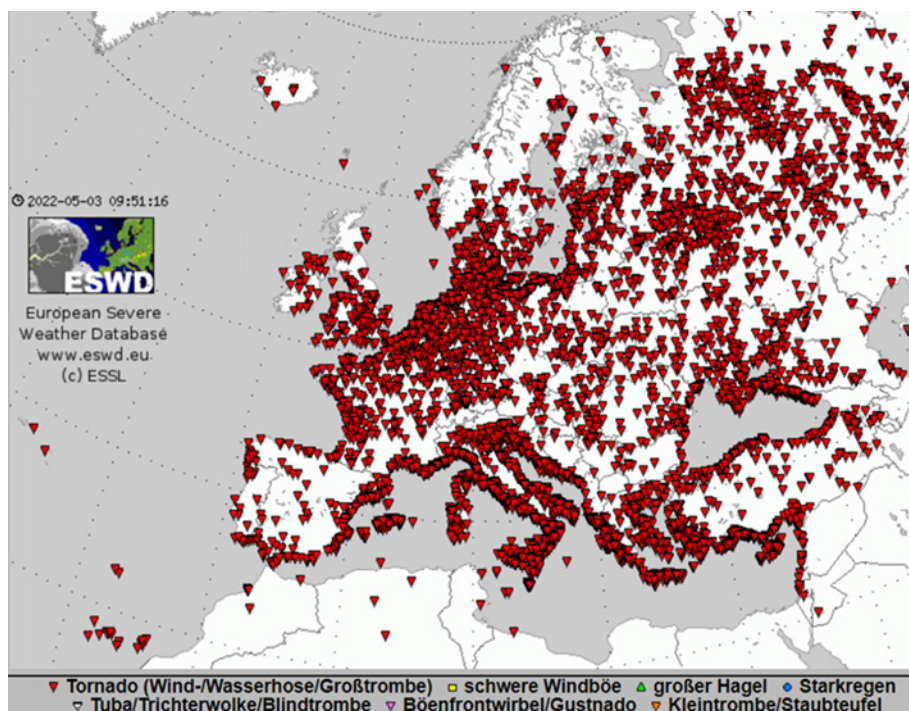 2022-05-03 09:51:16
ESWD
European Severe
Weather Database
www.eswd.eu
(c) ESSL
Tornado (Wind-/Wasserhose/Großtrombe) schwere Windböe großer Hagel Starkregen
Tuba/Trichterwolke/Blindtrombe Böenfrontwirbel/Gustnado Kleintrombe/Staubteufel